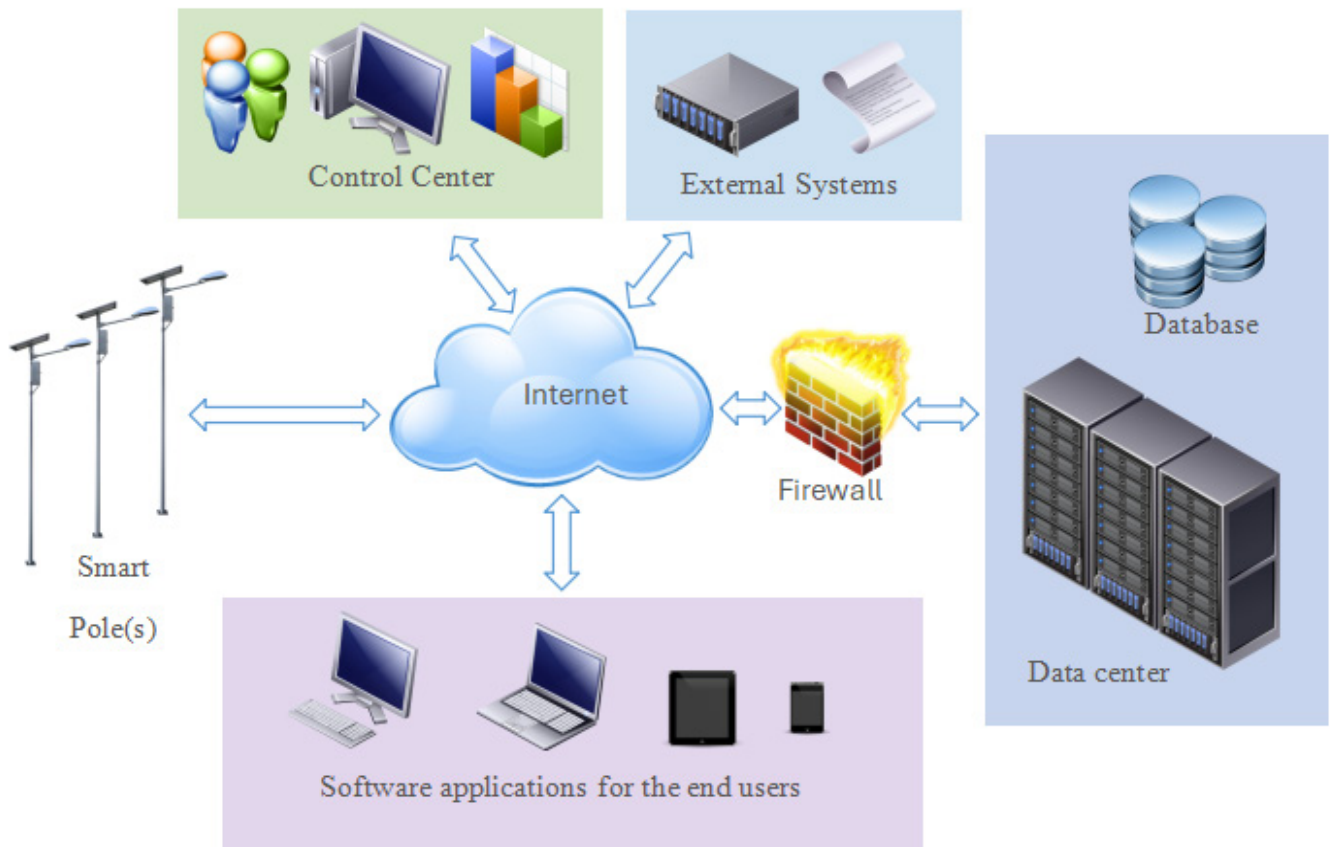 Control Center
External Systems
Database
Internet
Firewall
Smart
Pole(s)
Data center
Software applications for the end users